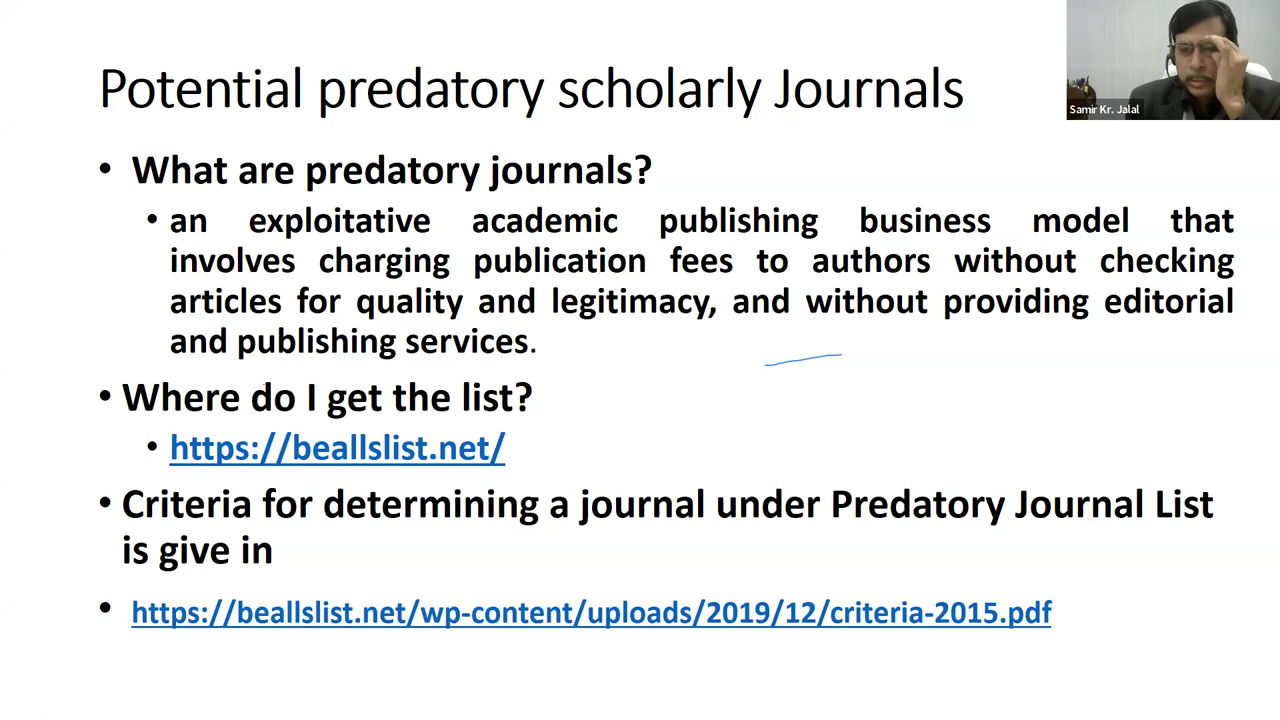 Potential predatory scholarly Journals
Samir Kr. Jalal
• What are predatory journals?
• an exploitative academic publishing business model that
involves charging publication fees to authors without checking
articles for quality and legitimacy, and without providing editorial
and publishing services.
• Where do I get the list?
• https://beallslist.net/
• Criteria for determining a journal under Predatory Journal List
is give in
• https://beallslist.net/wp-content/uploads/2019/12/criteria-2015.pdf